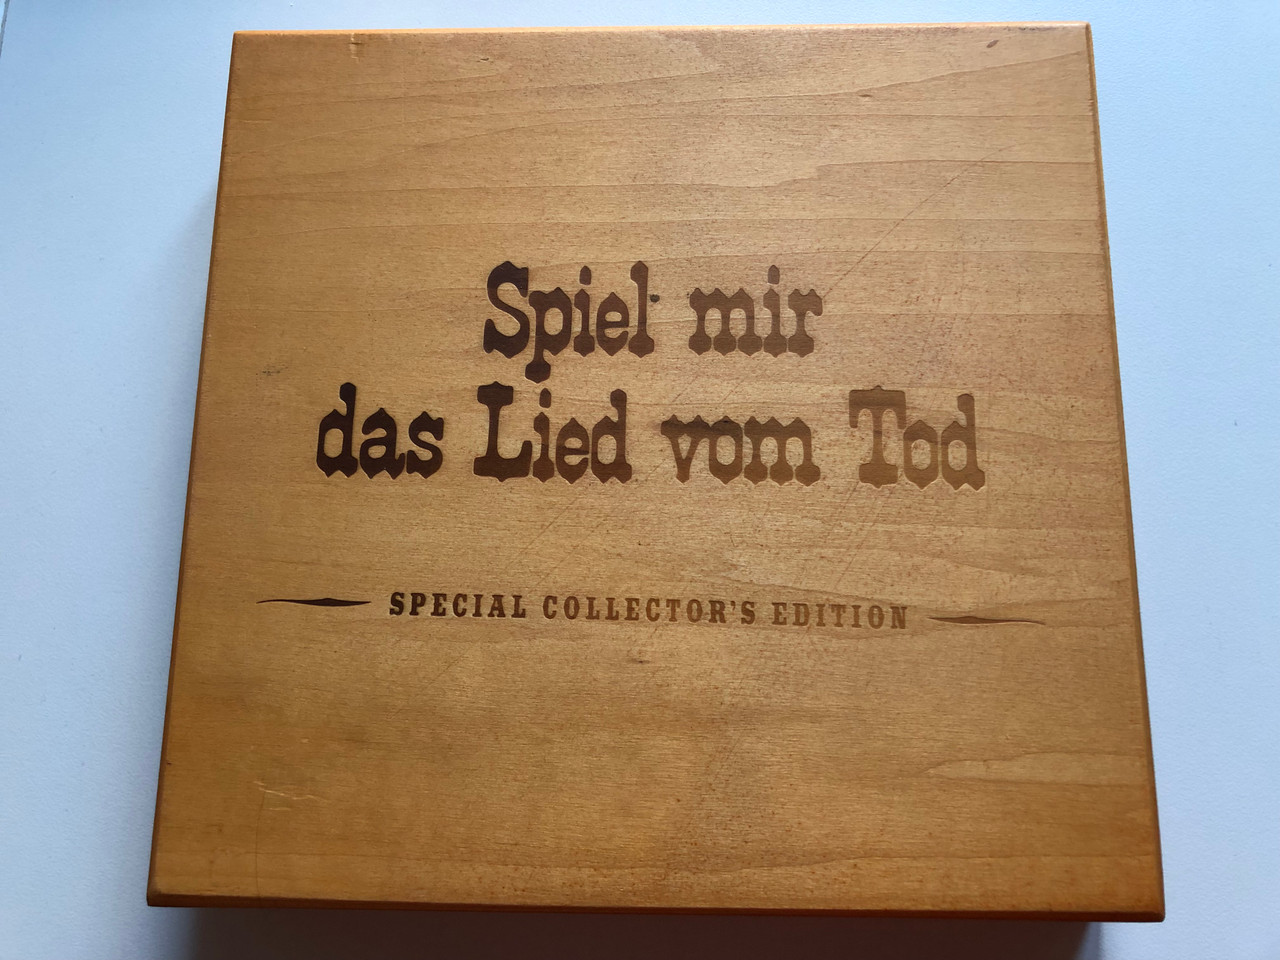 Spiel mir
das Lied vom Tod
SPECIAL COLLECTOR'S EDITION